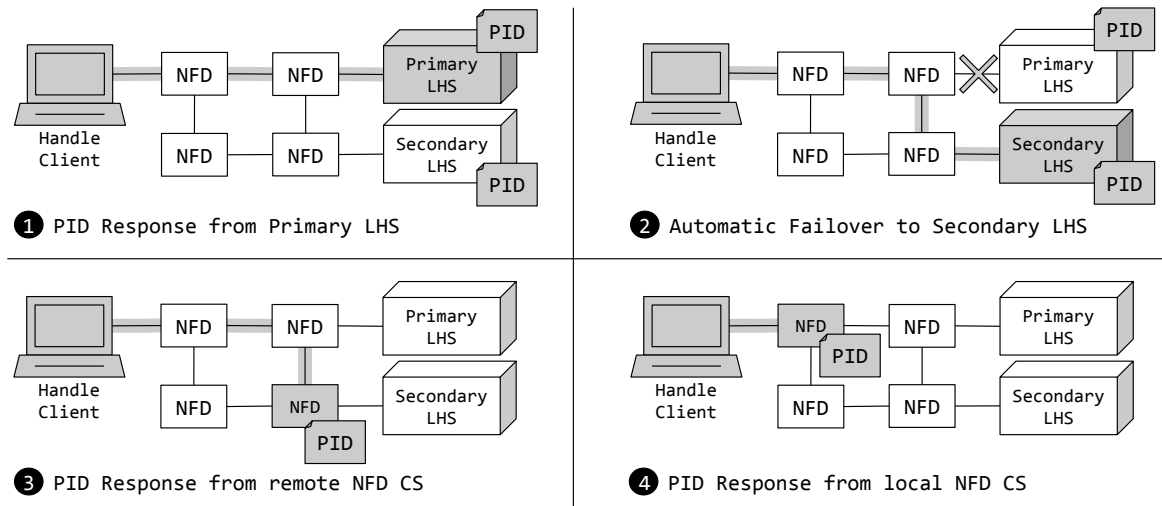 PID
NFD
NFD
Primary
LHS
Handle
Client
NFD
NFD
Secondary
LHS
PID
1 PID Response from Primary LHS
PID
NFD
NFD
Primary
LHS
Handle
Client
NFD
NFD
Secondary
LHS
PID
2 Automatic Failover to Secondary LHS
NFD
NFD
Primary
LHS
Handle
Client
NFD
NFD
Secondary
LHS
PID
3 PID Response from remote NFD CS
NFD
NFD
Primary
LHS
PID
Handle
Client
NFD
NFD
Secondary
LHS
4 PID Response from local NFD CS